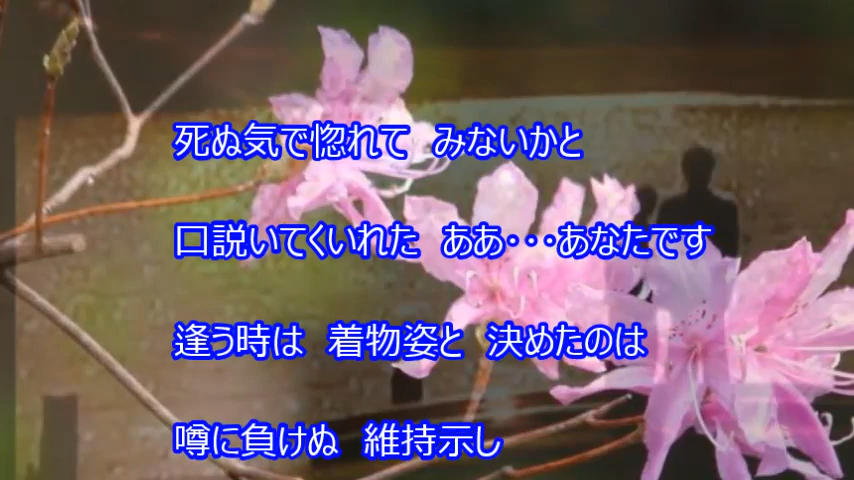 死ぬ気で惚れて　みないかと
口説いてくいれた　ああ・・・あなたです
逢う時は　着物姿と　決めたのは
噂に負けぬ　維持示し